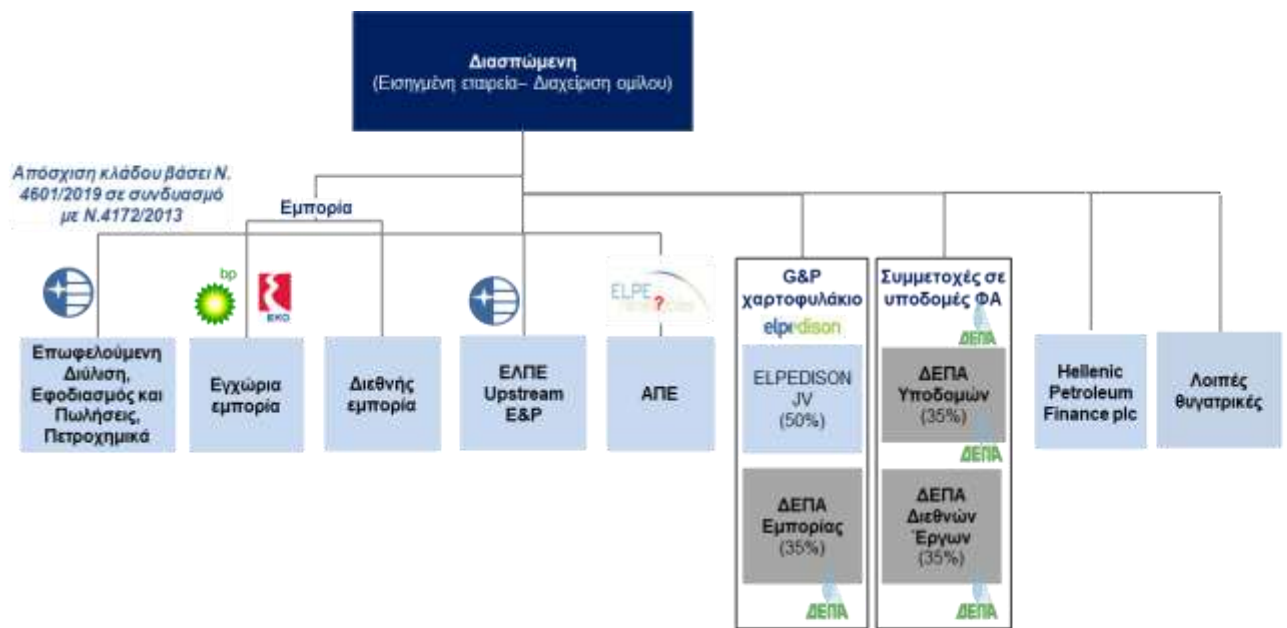 Διασπώμενη
(Εισηγμένη εταιρεία– Διαχείριση ομίλου)
Απόσχιση κλάδου βάσει Ν.
4601/2019 σε συνδυασμό
με Ν.4172/2013
Εμπορία
bp
EKO
ELPE
?
G&P
χαρτοφυλάκιο
elpedison
Συμμετοχές σε
υποδομές ΦΑ
ΔΕΠΑ
Επωφελούμενη
Διύλιση,
Εφοδιασμός και
Πωλήσεις,
Πετροχημικά
Εγχώρια
εμπορία
Διεθνής
εμπορία
ΕΛΠΕ
Upstream
E&P
ΑΠΕ
ELPEDISON
JV
(50%)
ΔΕΠΑ
Υποδομών
(35%)
ΔΕΠΑ
Hellenic
Petroleum
Finance plc
Λοιπές
θυγατρικές
ΔΕΠΑ
Εμπορίας
(35%)
ΔΕΠΑ
ΔΕΠΑ
Διεθνών
Έργων
(35%)
ΔΕΠΑ